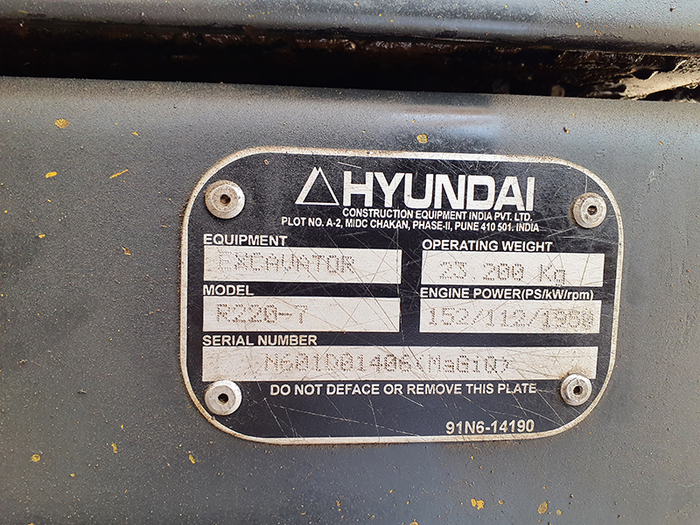 HYUNDAI
CONSTRUCTION EQUIPMENT INDIA PVT. LTD.
PLOT NO. A-2, MIDC CHAKAN, PHASE-II, PUNE 410 501. INDIA
EQUIPMENT
EXCAVATOR
OPERATING WEIGHT
23 200 Kg
MODEL
R220-7
ENGINE POWER(PS/kW/rpm)
152/112/1950
SERIAL NUMBER
N601D01406(MaGiQ)
DO NOT DEFACE OR REMOVE THIS PLATE
91N6-14190